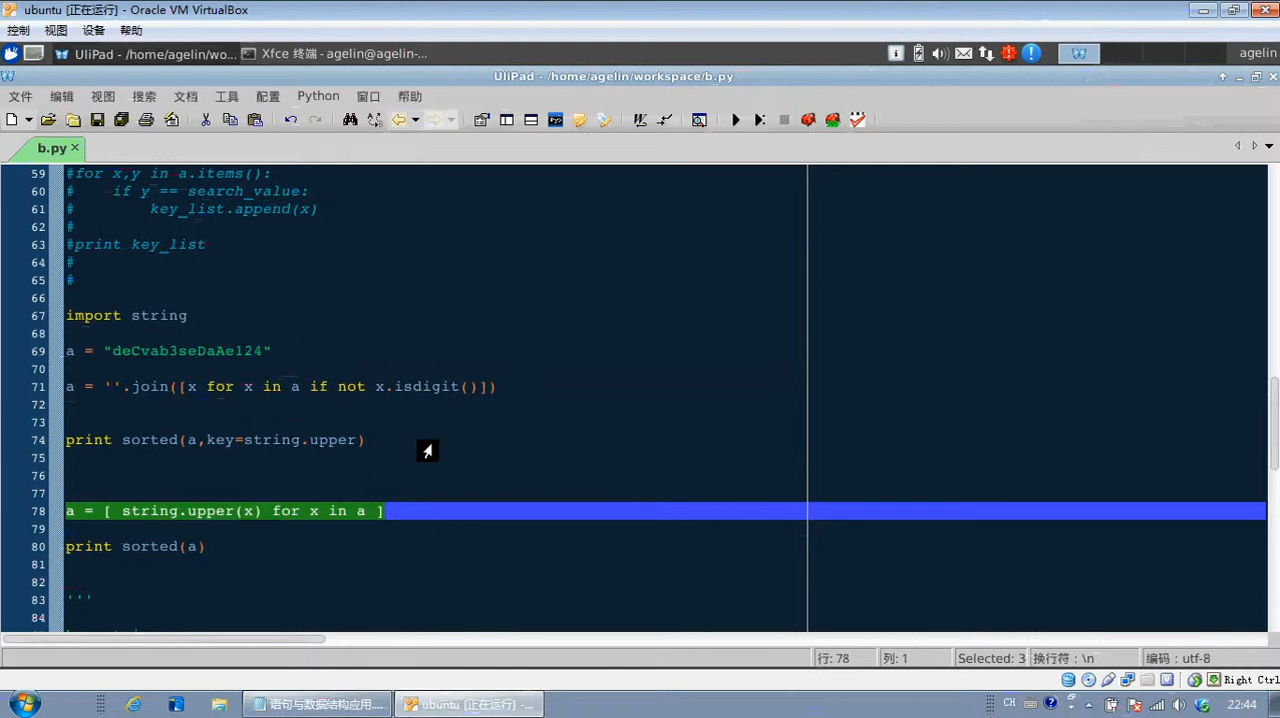 ubuntu [正在运行] - Oracle VM VirtualBox
控制 视图 设备 帮助
UliPad - /home/agelin/wo... Xfce 终端 - agelin@agelin-... agelin
UliPad - /home/agelin/workspace/b.py
文件 编辑 视图 搜索 文档 工具 配置 Python 窗口 帮助
b.py
59 #for x,y in a.items():
60 # if y == search_value:
61 # key_list.append(x)
62 #
63 #print key_list
64 #
65 #
66
67 import string
68
69 a = "deCvab3seDaAe124"
70
71 a = ''.join([x for x in a if not x.isdigit()])
72
73
74 print sorted(a,key=string.upper)
75
76
77
78 a = [ string.upper(x) for x in a ]
79
80 print sorted(a)
81
82
83 '''
84
行: 78 列: 1 Selected: 3 换行符: \n 编码: utf-8
Right Ctrl
语句与数据结构应用.... ubuntu [正在运行] -... CH 22:44